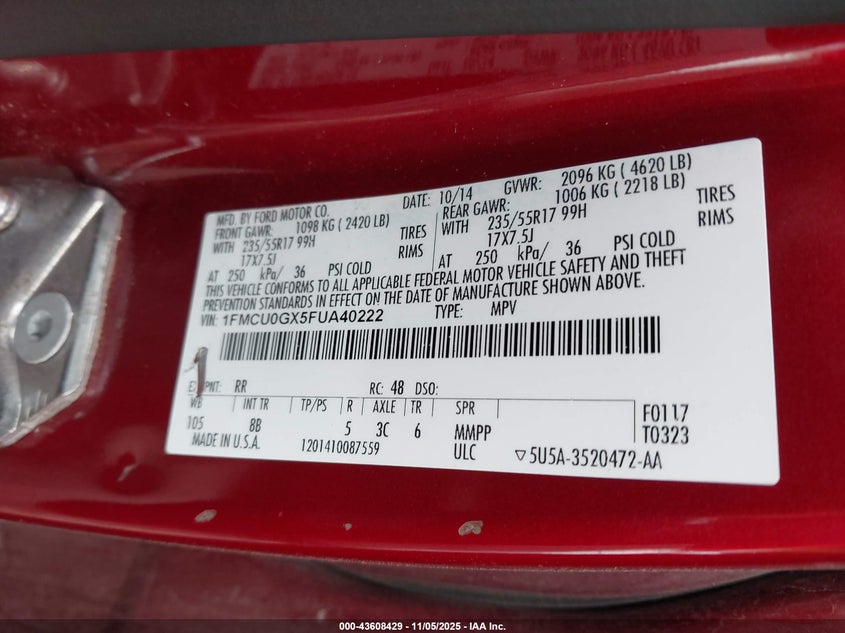 MFD. BY FORD MOTOR CO.
DATE: 10/14 GVWR: 2096 KG ( 4620 LB)
FRONT GAWR: 1098 KG ( 2420 LB)
REAR GAWR: 1006 KG ( 2218 LB)
WITH 235/55R17 99H TIRES
WITH 235/55R17 99H TIRES
17X7.5J RIMS
17X7.5J RIMS
AT 250 kPa/ 36 PSI COLD
AT 250 kPa/ 36 PSI COLD
THIS VEHICLE CONFORMS TO ALL APPLICABLE FEDERAL MOTOR VEHICLE SAFETY AND THEFT
PREVENTION STANDARDS IN EFFECT ON THE DATE OF MANUFACTURE SHOWN ABOVE.
VIN: 1FMCU0GX5FUA40222 TYPE: MPV
1
PNT: RR RC: 48 DSO:
WB INT TR TP/PS R AXLE TR SPR
105 8B 5 3C 6 MMPP
F0117
T0323
MADE IN U.S.A. 1201410087559 ULC ▽5U5A-3520472-AA
000-43608429 - 11/05/2025 - IAA Inc.